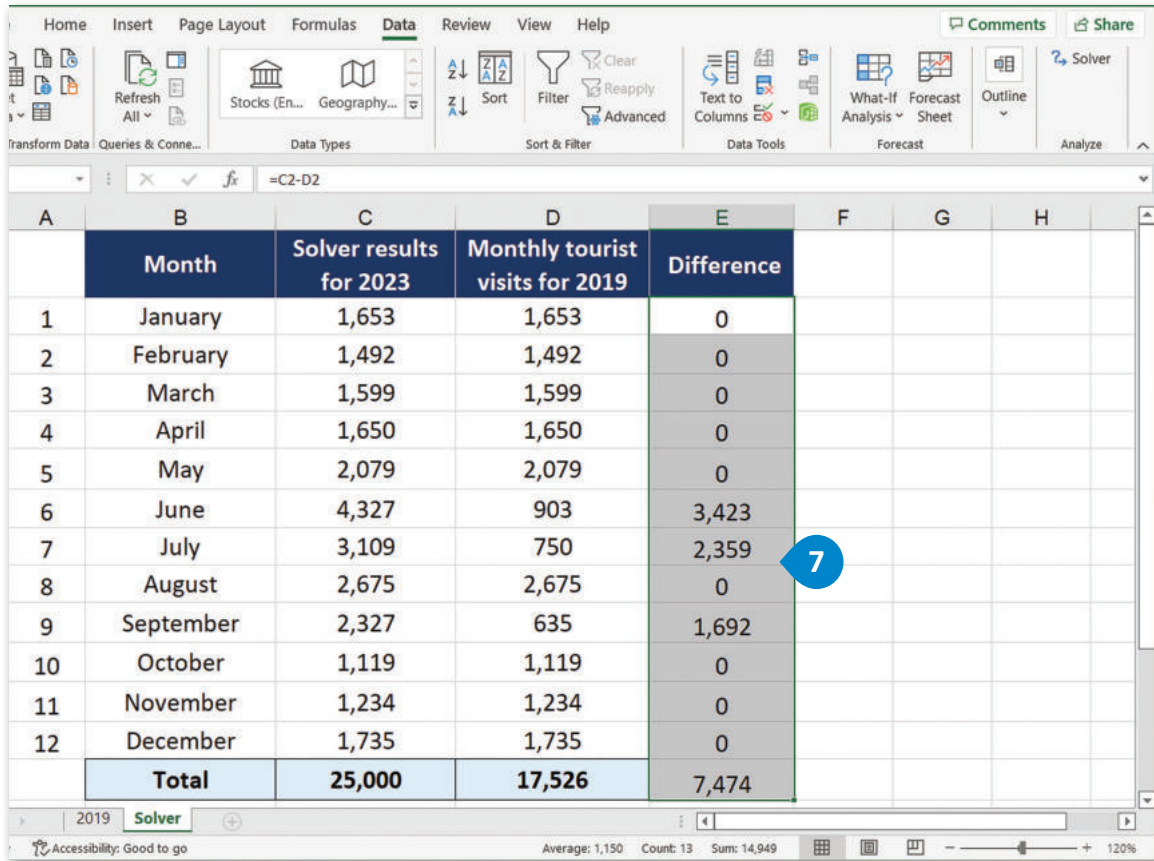 Home Insert Page Layout Formulas Data Review View Help Comments Share
Refresh All
Stocks (En... Geography...
Sort
Filter
Clear
Reapply
Advanced
Text to Columns
What-If Analysis
Forecast Sheet
Outline
Solver
Transform Data Queries & Conne... Data Types Sort & Filter Data Tools Forecast Analyze
fx =C2-D2
A B C D E F G H
Month Solver results for 2023 Monthly tourist visits for 2019 Difference
1 January 1,653 1,653 0
2 February 1,492 1,492 0
3 March 1,599 1,599 0
4 April 1,650 1,650 0
5 May 2,079 2,079 0
6 June 4,327 903 3,423
7 July 3,109 750 2,359
7
8 August 2,675 2,675 0
9 September 2,327 635 1,692
10 October 1,119 1,119 0
11 November 1,234 1,234 0
12 December 1,735 1,735 0
Total 25,000 17,526 7,474
2019 Solver
Accessibility: Good to go Average: 1,150 Count: 13 Sum: 14,949 120%